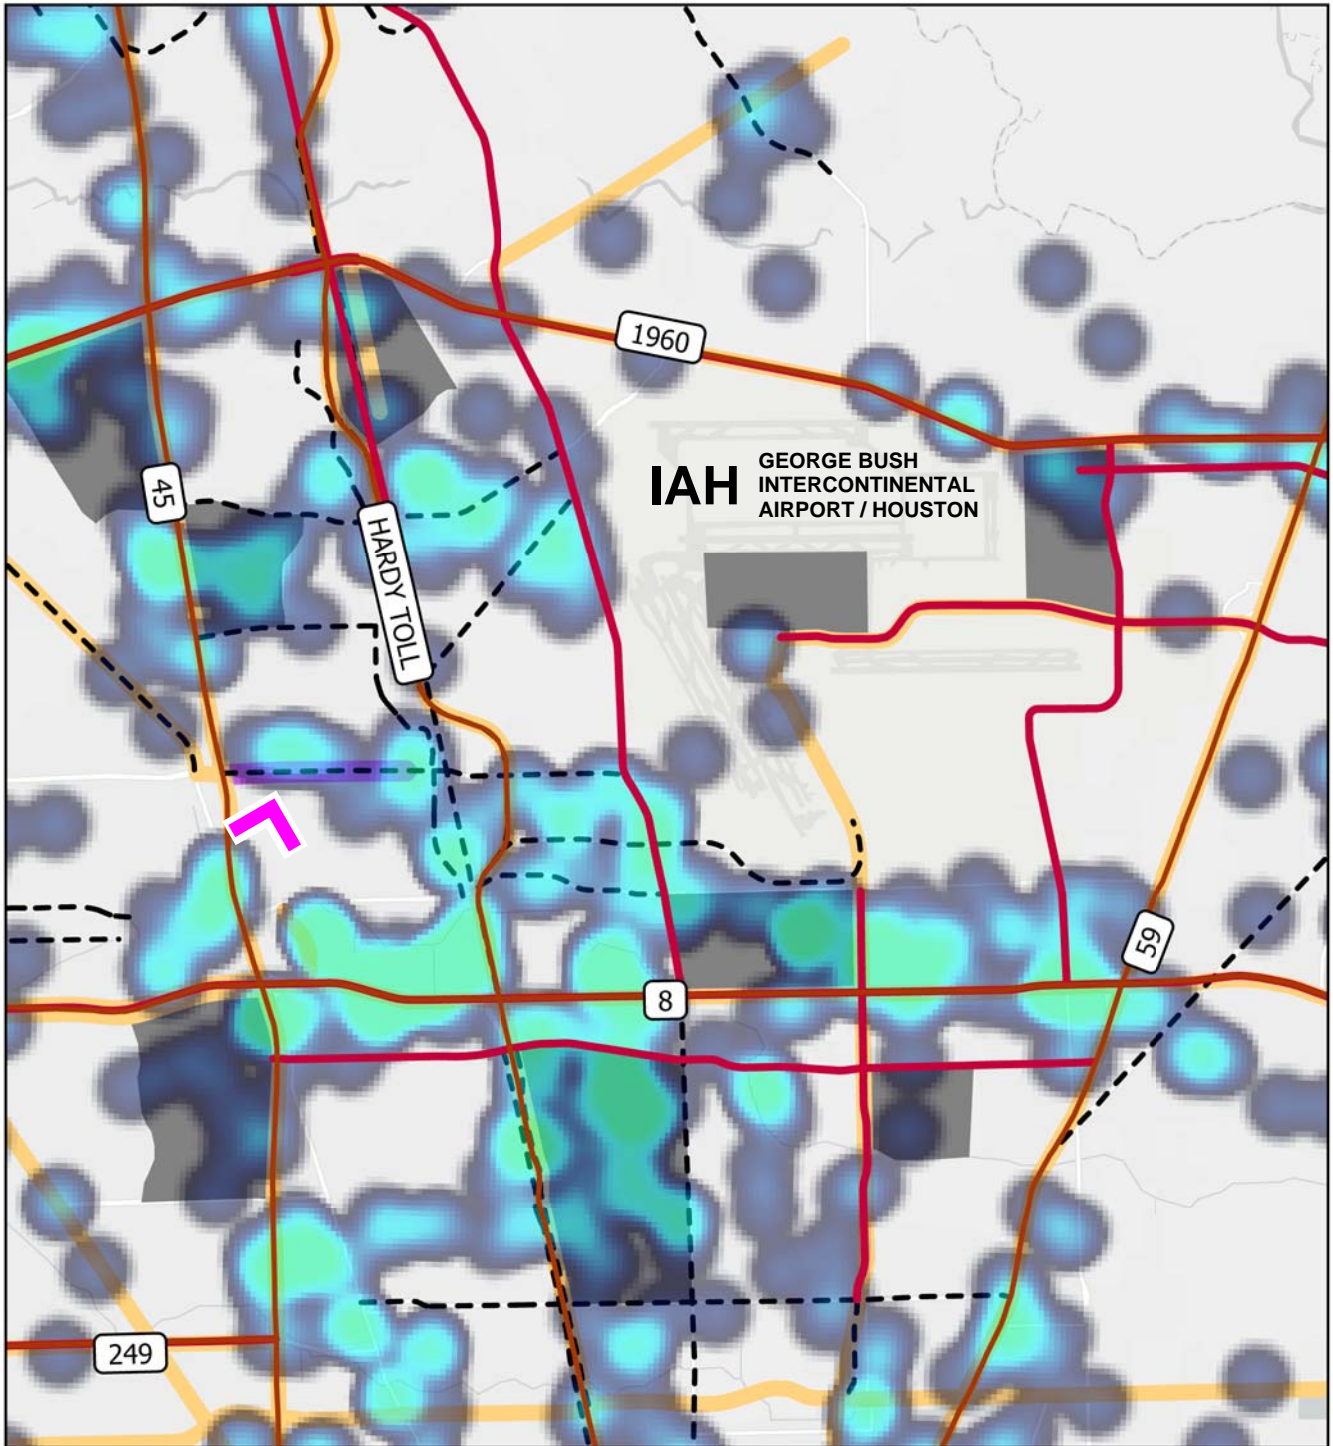 1960
IAH
GEORGE BUSH
INTERCONTINENTAL
AIRPORT / HOUSTON
45
HARDY TOLL
59
8
249